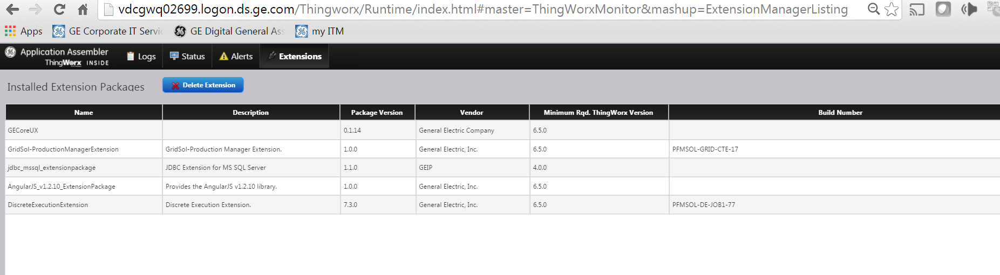 vdcgwq02699.logon.ds.ge.com/Thingworx/Runtime/index.html#master=ThingWorxMonitor&mashup=ExtensionManagerListing
Apps GE Corporate IT Servic GE Digital General Ass my ITM
Application Assembler Logs Status Alerts Extensions
ThingWorx INSIDE
Installed Extension Packages Delete Extension
Name Description Package Version Vendor Minimum Rqd. ThingWorx Version Build Number
GECoreUX 0.1.14 General Electric Company 6.5.0
GridSol-ProductionManagerExtension GridSol-Production Manager Extension. 1.0.0 General Electric, Inc. 6.5.0 PFMSOL-GRID-CTE-17
jdbc_mssql_extensionpackage JDBC Extension for MS SQL Server 1.1.0 GEIP 4.0.0
AngularJS_v1.2.10_ExtensionPackage Provides the AngularJS v1.2.10 library. 1.0.0 General Electric, Inc. 6.5.0
DiscreteExecutionExtension Discrete Execution Extension. 7.3.0 General Electric, Inc. 6.5.0 PFMSOL-DE-JOB1-77